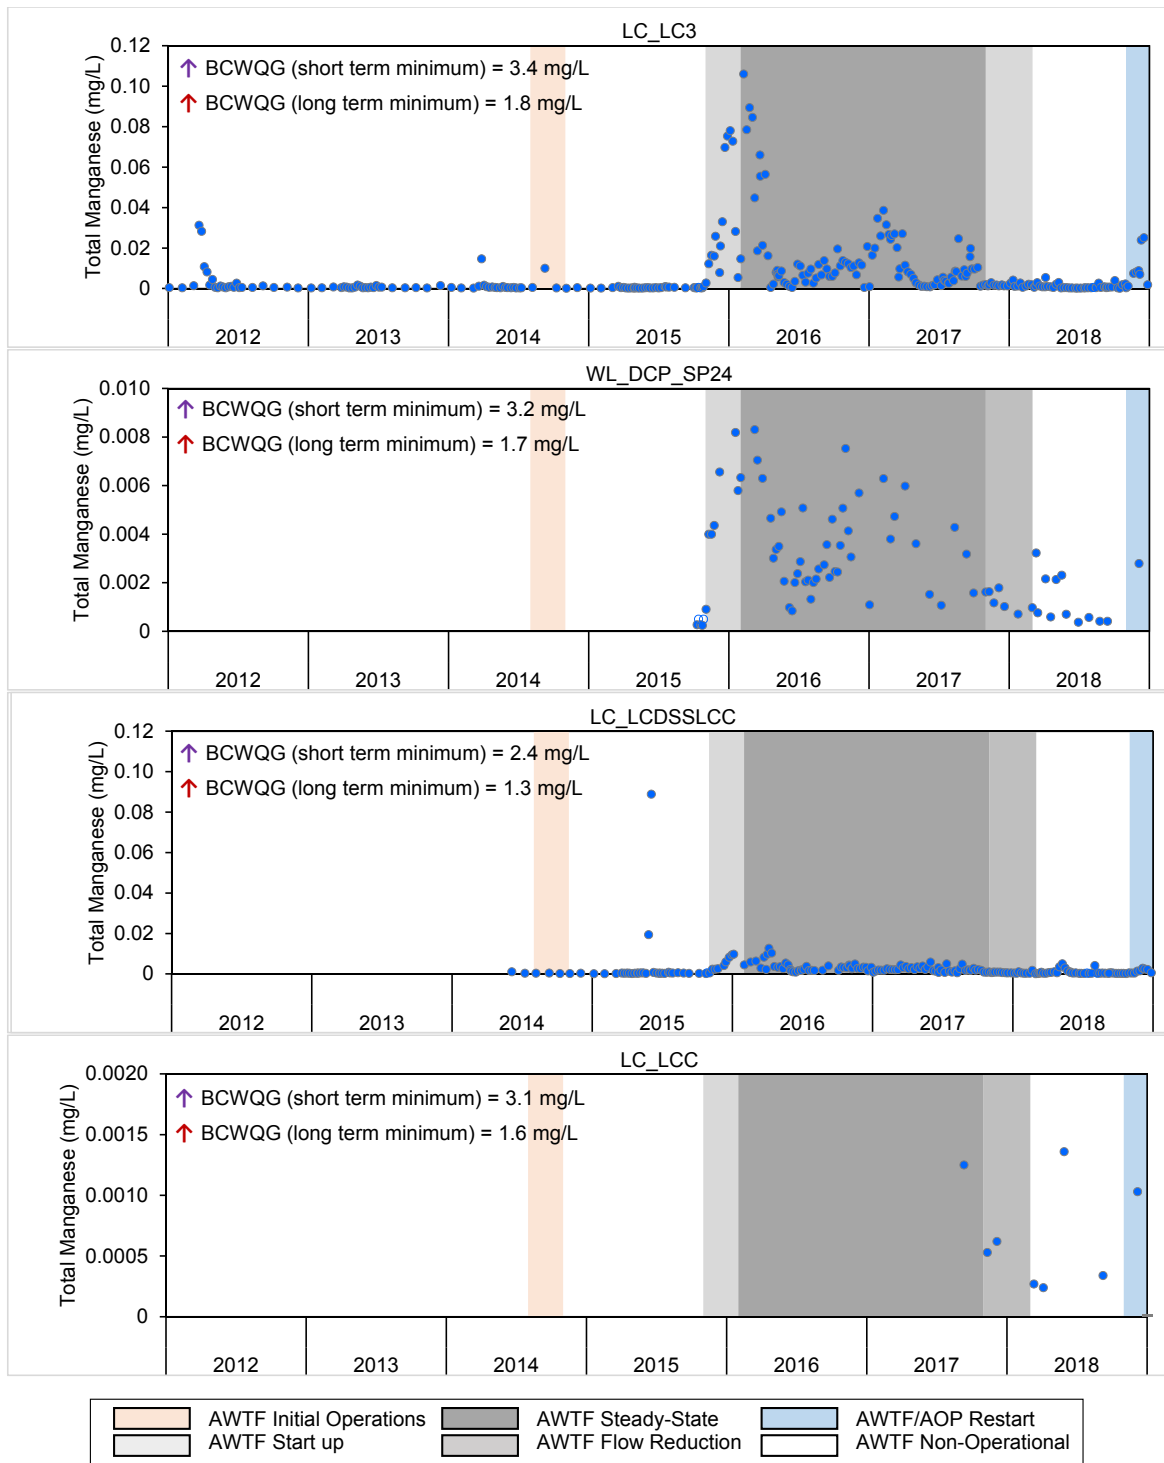 LC_LC3
Total Manganese (mg/L)
0.12
0.10
0.08
0.06
0.04
0.02
0
↑ BCWQG (short term minimum) = 3.4 mg/L
↑ BCWQG (long term minimum) = 1.8 mg/L
2012 2013 2014 2015 2016 2017 2018
WL_DCP_SP24
Total Manganese (mg/L)
0.010
0.008
0.006
0.004
0.002
0
↑ BCWQG (short term minimum) = 3.2 mg/L
↑ BCWQG (long term minimum) = 1.7 mg/L
2012 2013 2014 2015 2016 2017 2018
LC_LCDSSLCC
Total Manganese (mg/L)
0.12
0.10
0.08
0.06
0.04
0.02
0
↑ BCWQG (short term minimum) = 2.4 mg/L
↑ BCWQG (long term minimum) = 1.3 mg/L
2012 2013 2014 2015 2016 2017 2018
LC_LCC
Total Manganese (mg/L)
0.0020
0.0015
0.0010
0.0005
0
↑ BCWQG (short term minimum) = 3.1 mg/L
↑ BCWQG (long term minimum) = 1.6 mg/L
2012 2013 2014 2015 2016 2017 2018
AWTF Initial Operations AWTF Steady-State AWTF/AOP Restart
AWTF Start up AWTF Flow Reduction AWTF Non-Operational